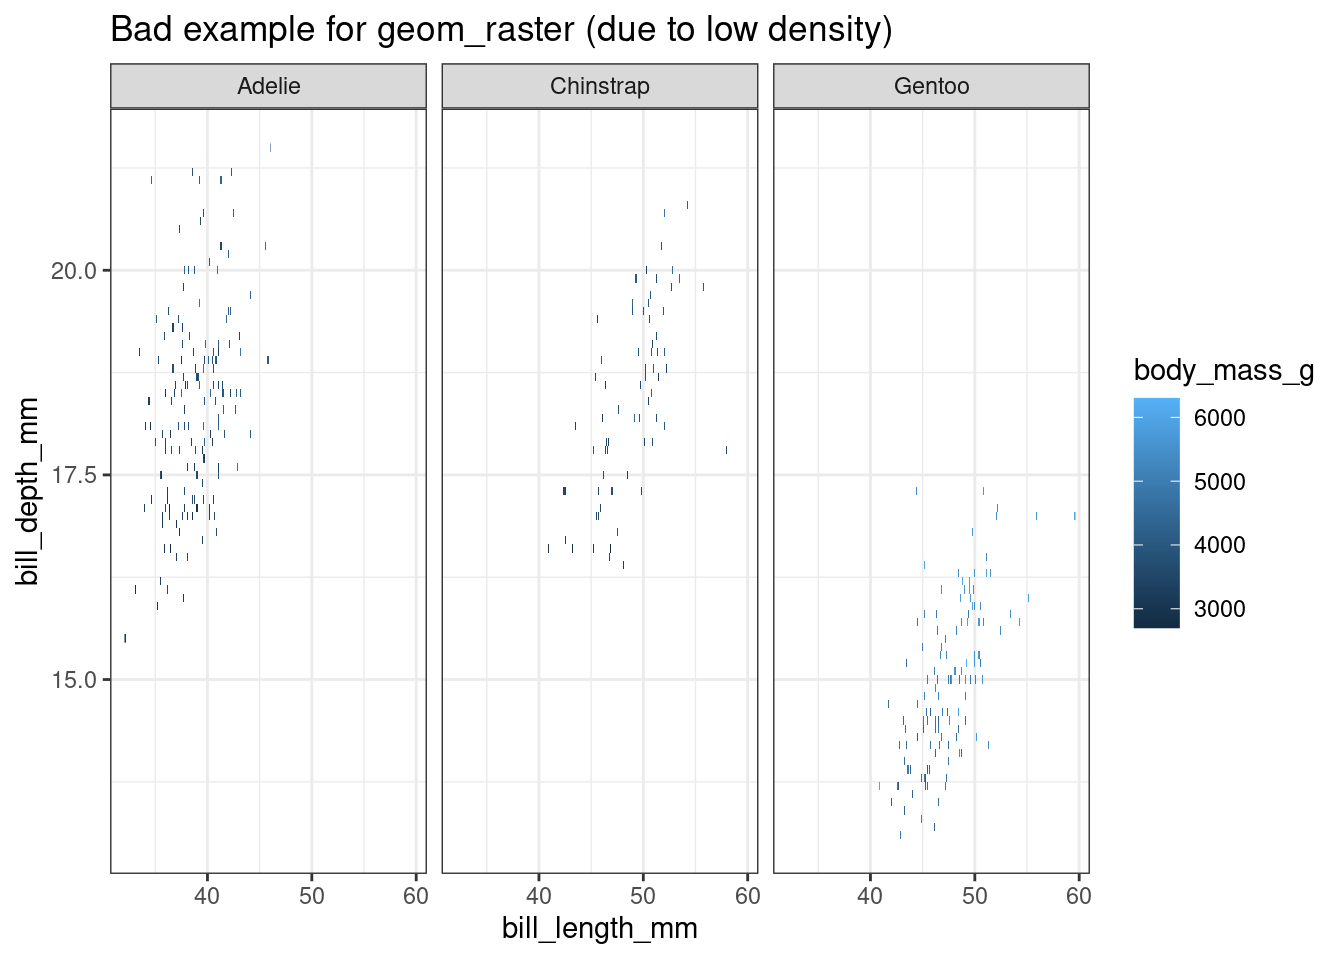 Bad example for geom_raster (due to low density)
Adelie
Chinstrap
Gentoo
20.0
17.5
15.0
bill_depth_mm
40 50 60
40 50 60
40 50 60
bill_length_mm
body_mass_g
6000
5000
4000
3000